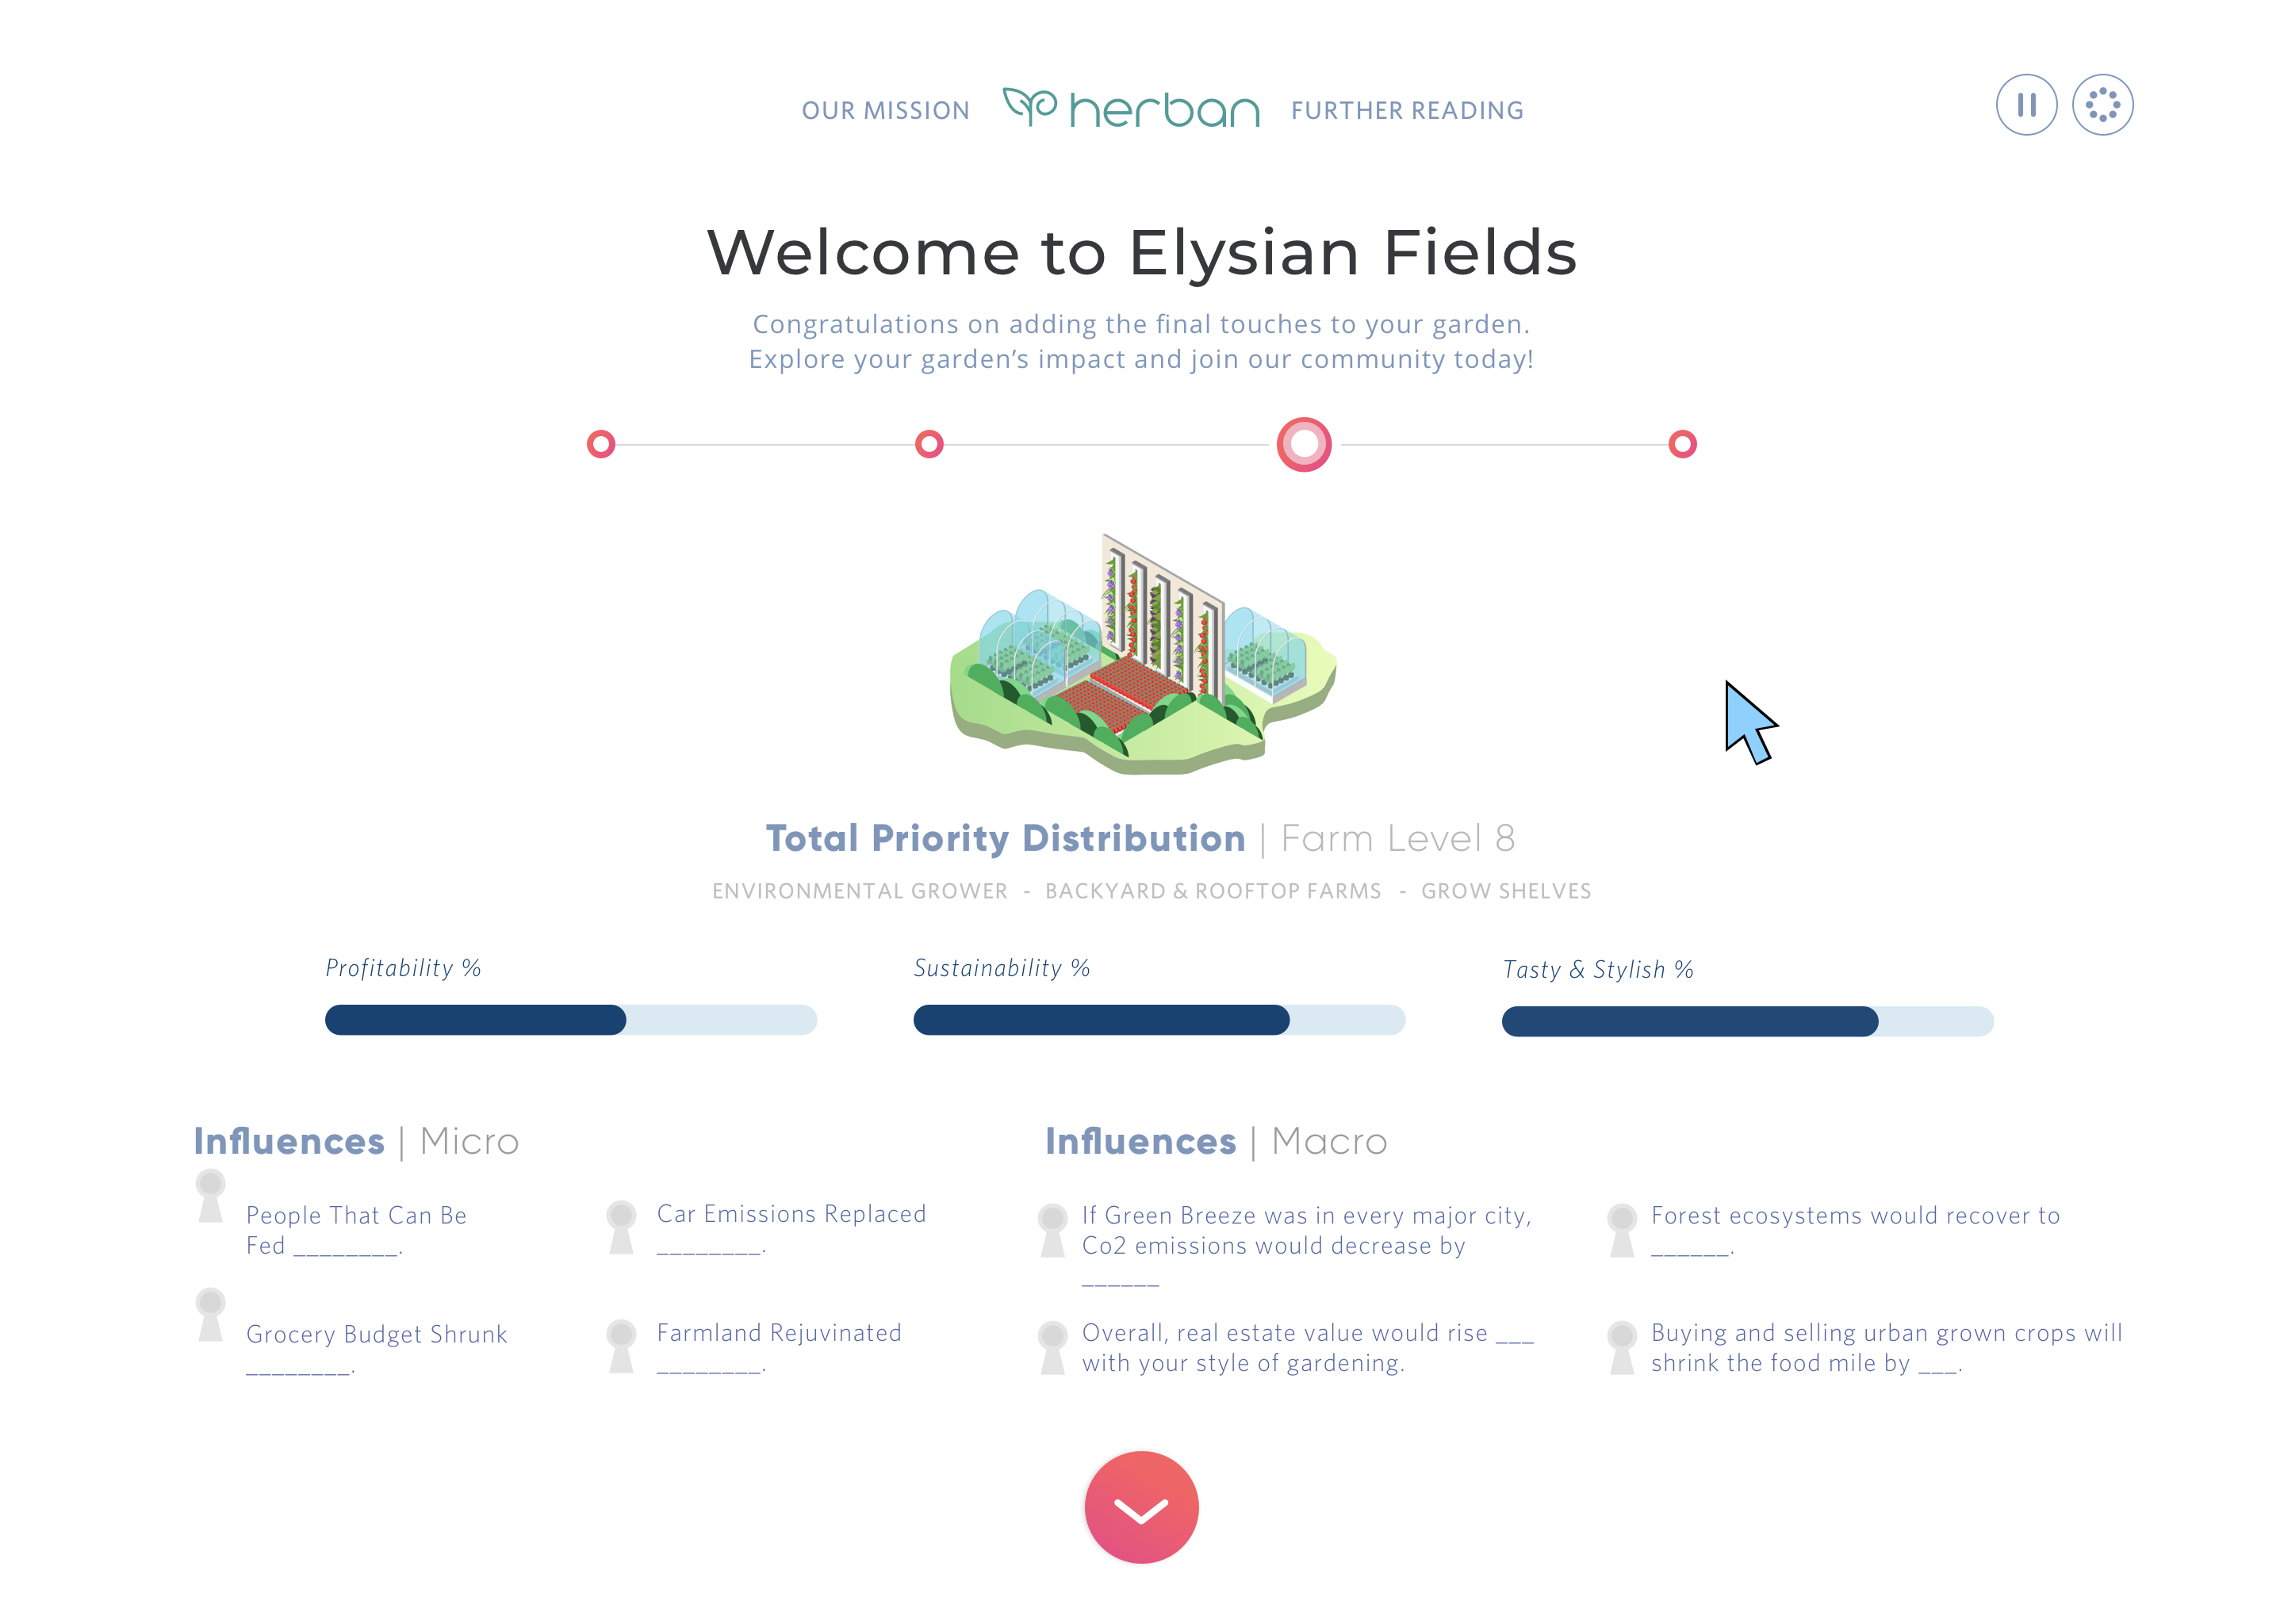 OUR MISSION herban FURTHER READING
Welcome to Elysian Fields
Congratulations on adding the final touches to your garden.
Explore your garden’s impact and join our community today!
Total Priority Distribution | Farm Level 8
ENVIRONMENTAL GROWER - BACKYARD & ROOFTOP FARMS - GROW SHELVES
Profitability %
Sustainability %
Tasty & Stylish %
Influences | Micro
People That Can Be
Fed ________.
Car Emissions Replaced
________.
Grocery Budget Shrunk
________.
Farmland Rejuvinated
________.
Influences | Macro
If Green Breeze was in every major city,
Co2 emissions would decrease by
______
Forest ecosystems would recover to
______.
Overall, real estate value would rise ___
with your style of gardening.
Buying and selling urban grown crops will
shrink the food mile by ___.